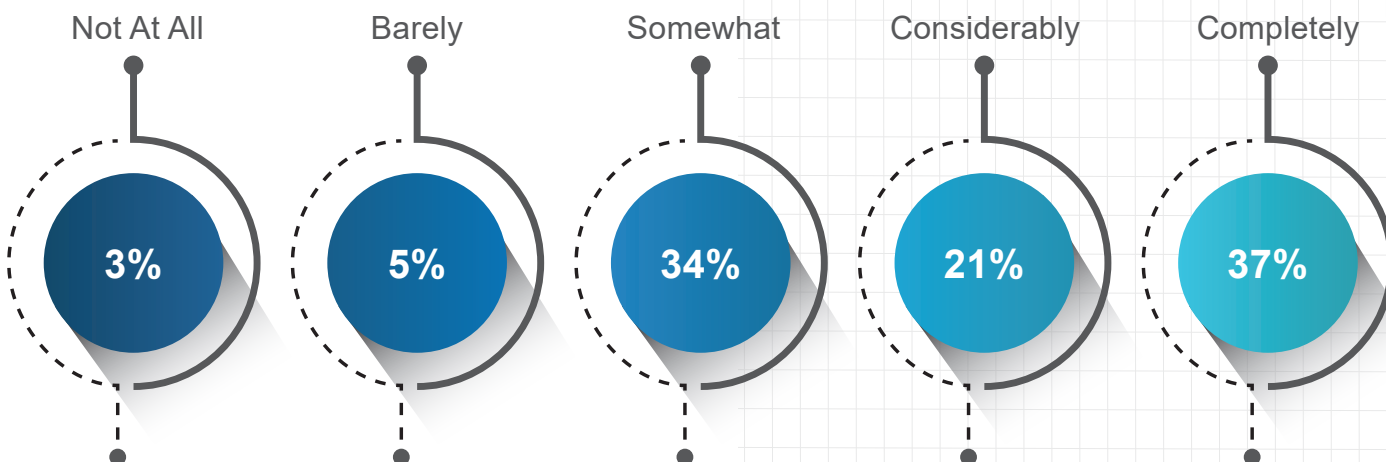 Not At All
Barely
Somewhat
Considerably
Completely
3%
5%
34%
21%
37%